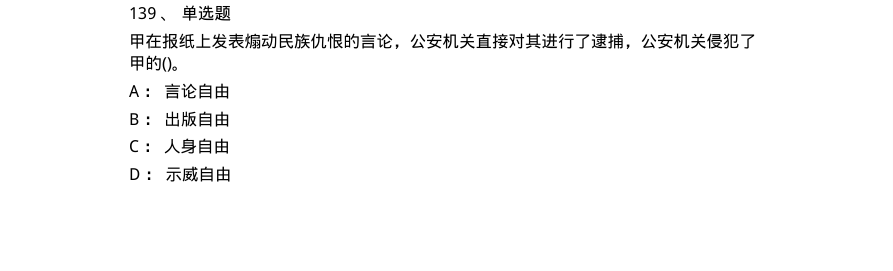 139 、 单选题
甲在报纸上发表煽动民族仇恨的言论，公安机关直接对其进行了逮捕，公安机关侵犯了
甲的()。
A： 言论自由
B： 出版自由
C： 人身自由
D： 示威自由